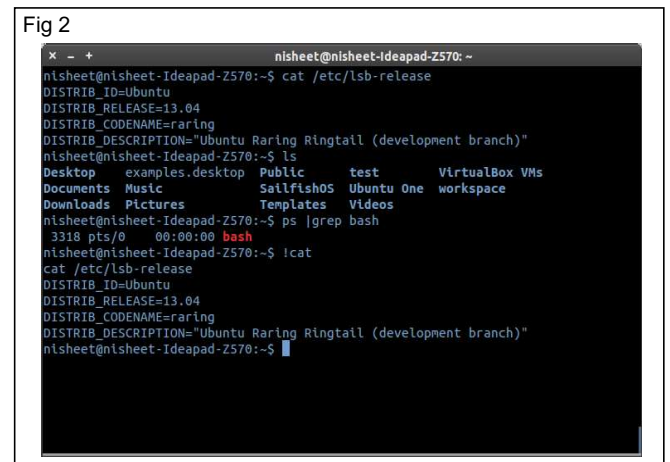 Fig 2
× – + nisheet@nisheet-Ideapad-Z570: ~
nisheet@nisheet-Ideapad-Z570:~$ cat /etc/lsb-release
DISTRIB_ID=Ubuntu
DISTRIB_RELEASE=13.04
DISTRIB_CODENAME=raring
DISTRIB_DESCRIPTION="Ubuntu Raring Ringtail (development branch)"
nisheet@nisheet-Ideapad-Z570:~$ ls
Desktop examples.desktop Public test VirtualBox VMs
Documents Music SailfishOS Ubuntu One workspace
Downloads Pictures Templates Videos
nisheet@nisheet-Ideapad-Z570:~$ ps |grep bash
3318 pts/0 00:00:00 bash
nisheet@nisheet-Ideapad-Z570:~$ !cat
cat /etc/lsb-release
DISTRIB_ID=Ubuntu
DISTRIB_RELEASE=13.04
DISTRIB_CODENAME=raring
DISTRIB_DESCRIPTION="Ubuntu Raring Ringtail (development branch)"
nisheet@nisheet-Ideapad-Z570:~$